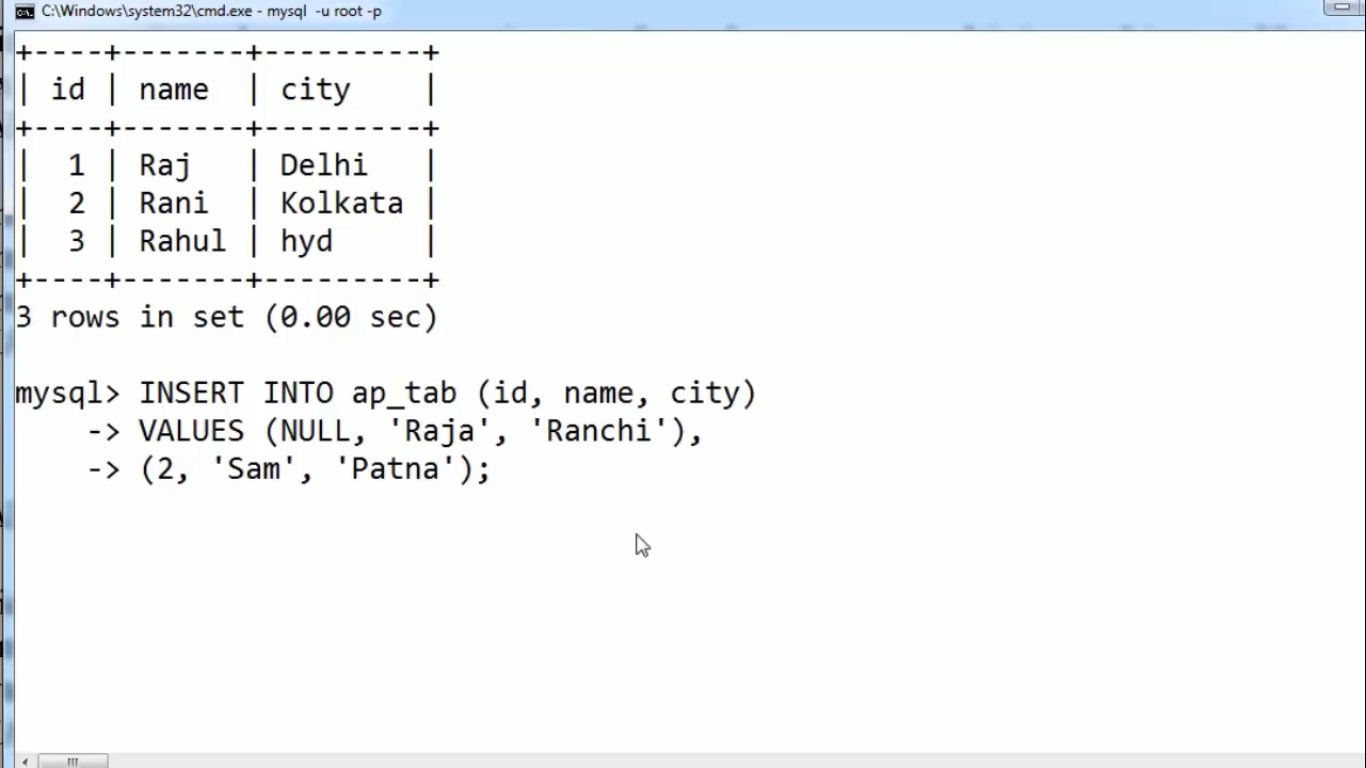 C:\Windows\system32\cmd.exe - mysql  -u root -p
+----+-------+---------+
| id | name  | city    |
+----+-------+---------+
|  1 | Raj   | Delhi   |
|  2 | Rani  | Kolkata |
|  3 | Rahul | hyd     |
+----+-------+---------+
3 rows in set (0.00 sec)
mysql> INSERT INTO ap_tab (id, name, city)
    -> VALUES (NULL, 'Raja', 'Ranchi'),
    -> (2, 'Sam', 'Patna');